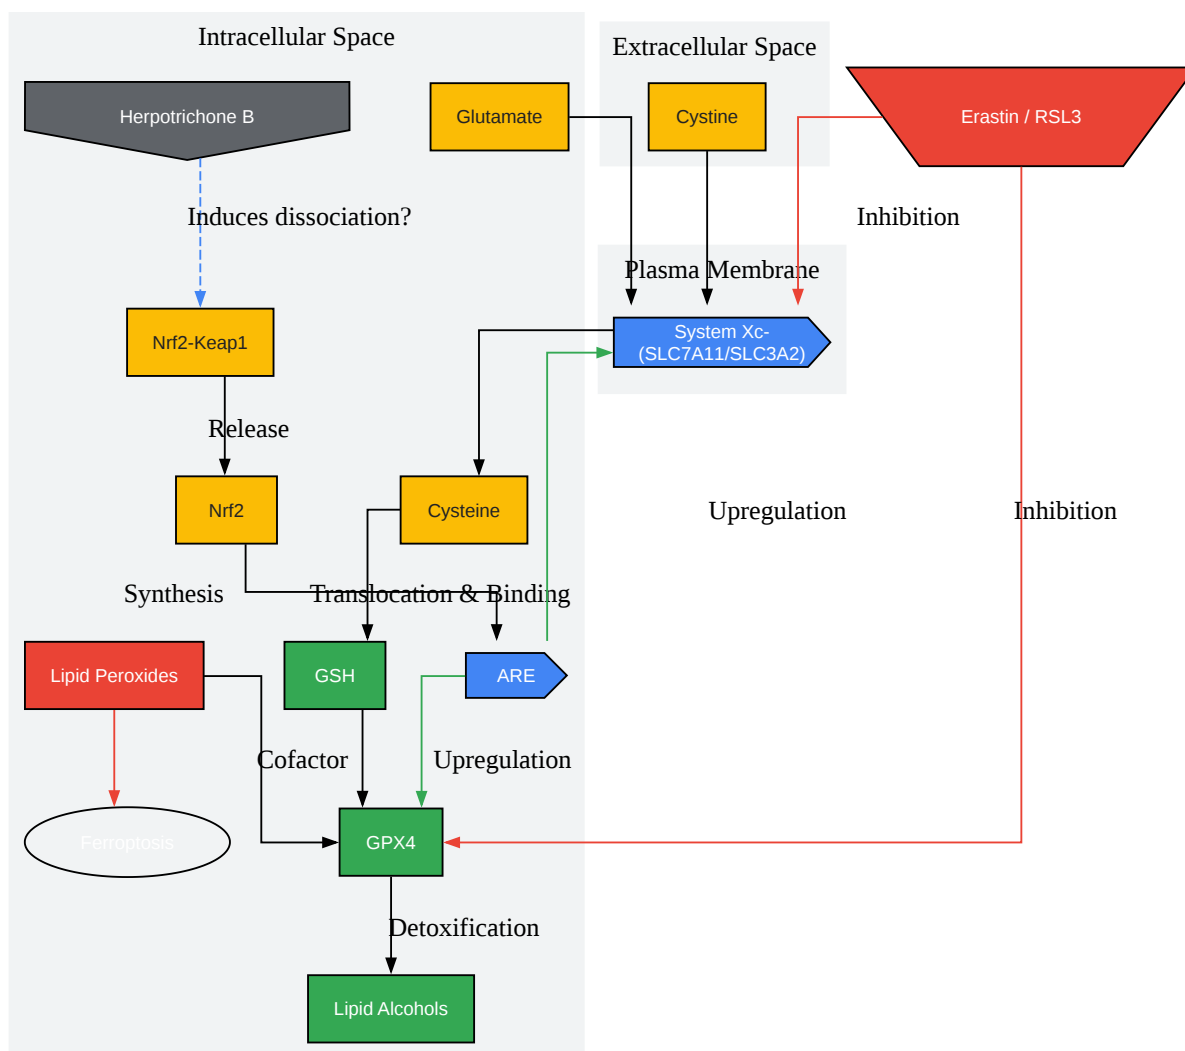 Intracellular Space
Extracellular Space
Herpotrichone B
Glutamate
Cystine
Erastin / RSL3
Induces dissociation?
Inhibition
Plasma Membrane
Nrf2-Keap1
System Xc-
(SLC7A11/SLC3A2)
Release
Nrf2
Cysteine
Upregulation
Inhibition
Synthesis
Translocation & Binding
Lipid Peroxides
GSH
ARE
Cofactor
Upregulation
Ferroptosis
GPX4
Detoxification
Lipid Alcohols